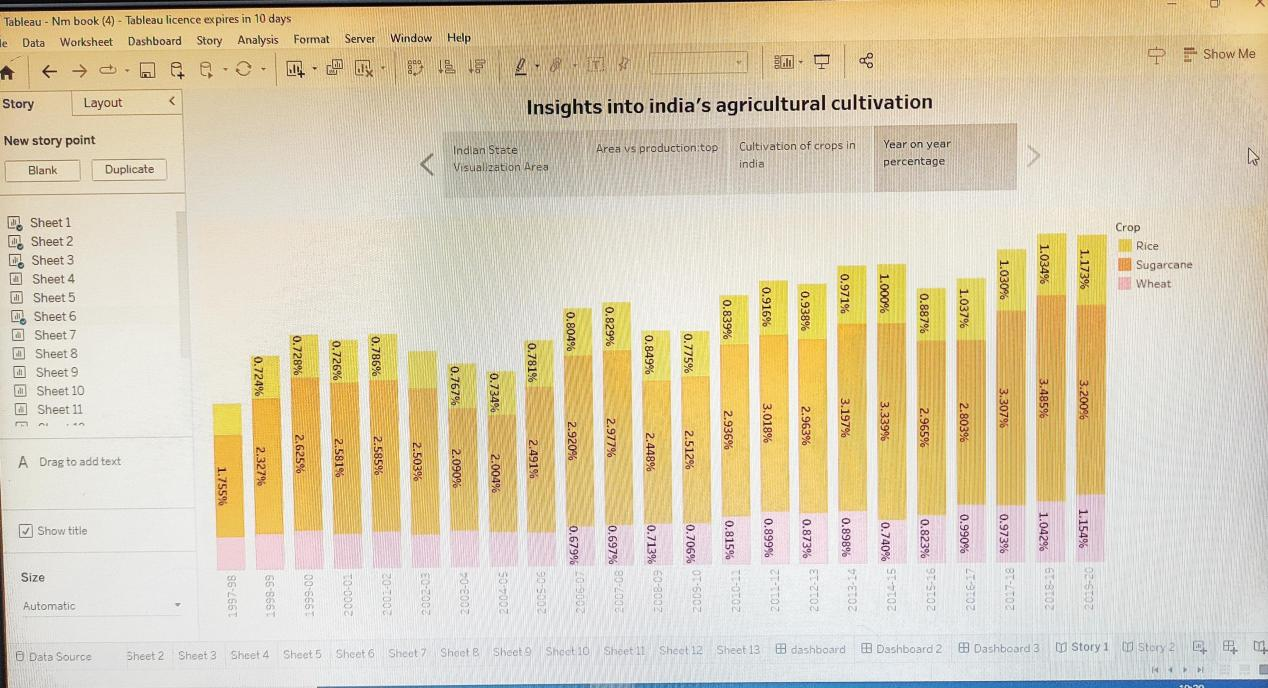 Tableau - Nm book (4) - Tableau licence expires in 10 days
le Data Worksheet Dashboard Story Analysis Format Server Window Help
Show Me
Story Layout
Insights into india's agricultural cultivation
New story point
Blank Duplicate
Indian State
Visualization Area
Area vs production:top
Cultivation of crops in
india
Year on year
percentage
Sheet 1
Sheet 2
Sheet 3
Sheet 4
Sheet 5
Sheet 6
Sheet 7
Sheet 8
Sheet 9
Sheet 10
Sheet 11
A Drag to add text
Show title
Size
Automatic
Crop
Rice
Sugarcane
Wheat
0.724% 0.728% 0.726% 0.786% 0.767% 0.734% 0.781% 0.804% 0.829% 0.849% 0.775% 0.839% 0.916% 0.938% 0.971% 1.000% 0.887% 1.037% 1.030% 1.034% 1.173%
1.755% 2.327% 2.625% 2.581% 2.585% 2.503% 2.090% 2.004% 2.491% 2.920% 2.977% 2.448% 2.512% 2.936% 3.018% 2.963% 3.197% 3.339% 2.965% 2.803% 3.307% 3.485% 3.200%
0.679% 0.697% 0.713% 0.706% 0.815% 0.899% 0.873% 0.898% 0.740% 0.823% 0.990% 0.973% 1.042% 1.154%
1997-98 1998-99 1999-00 2000-01 2001-02 2002-03 2003-04 2004-05 2005-06 2006-07 2007-08 2008-09 2009-10 2010-11 2011-12 2012-13 2013-14 2014-15 2015-16 2016-17 2017-18 2018-19 2019-20
Data Source Sheet 2 Sheet 3 Sheet 4 Sheet 5 Sheet 6 Sheet 7 Sheet 8 Sheet 9 Sheet 10 Sheet 11 Sheet 12 Sheet 13 dashboard Dashboard 2 Dashboard 3 Story 1 Story 2